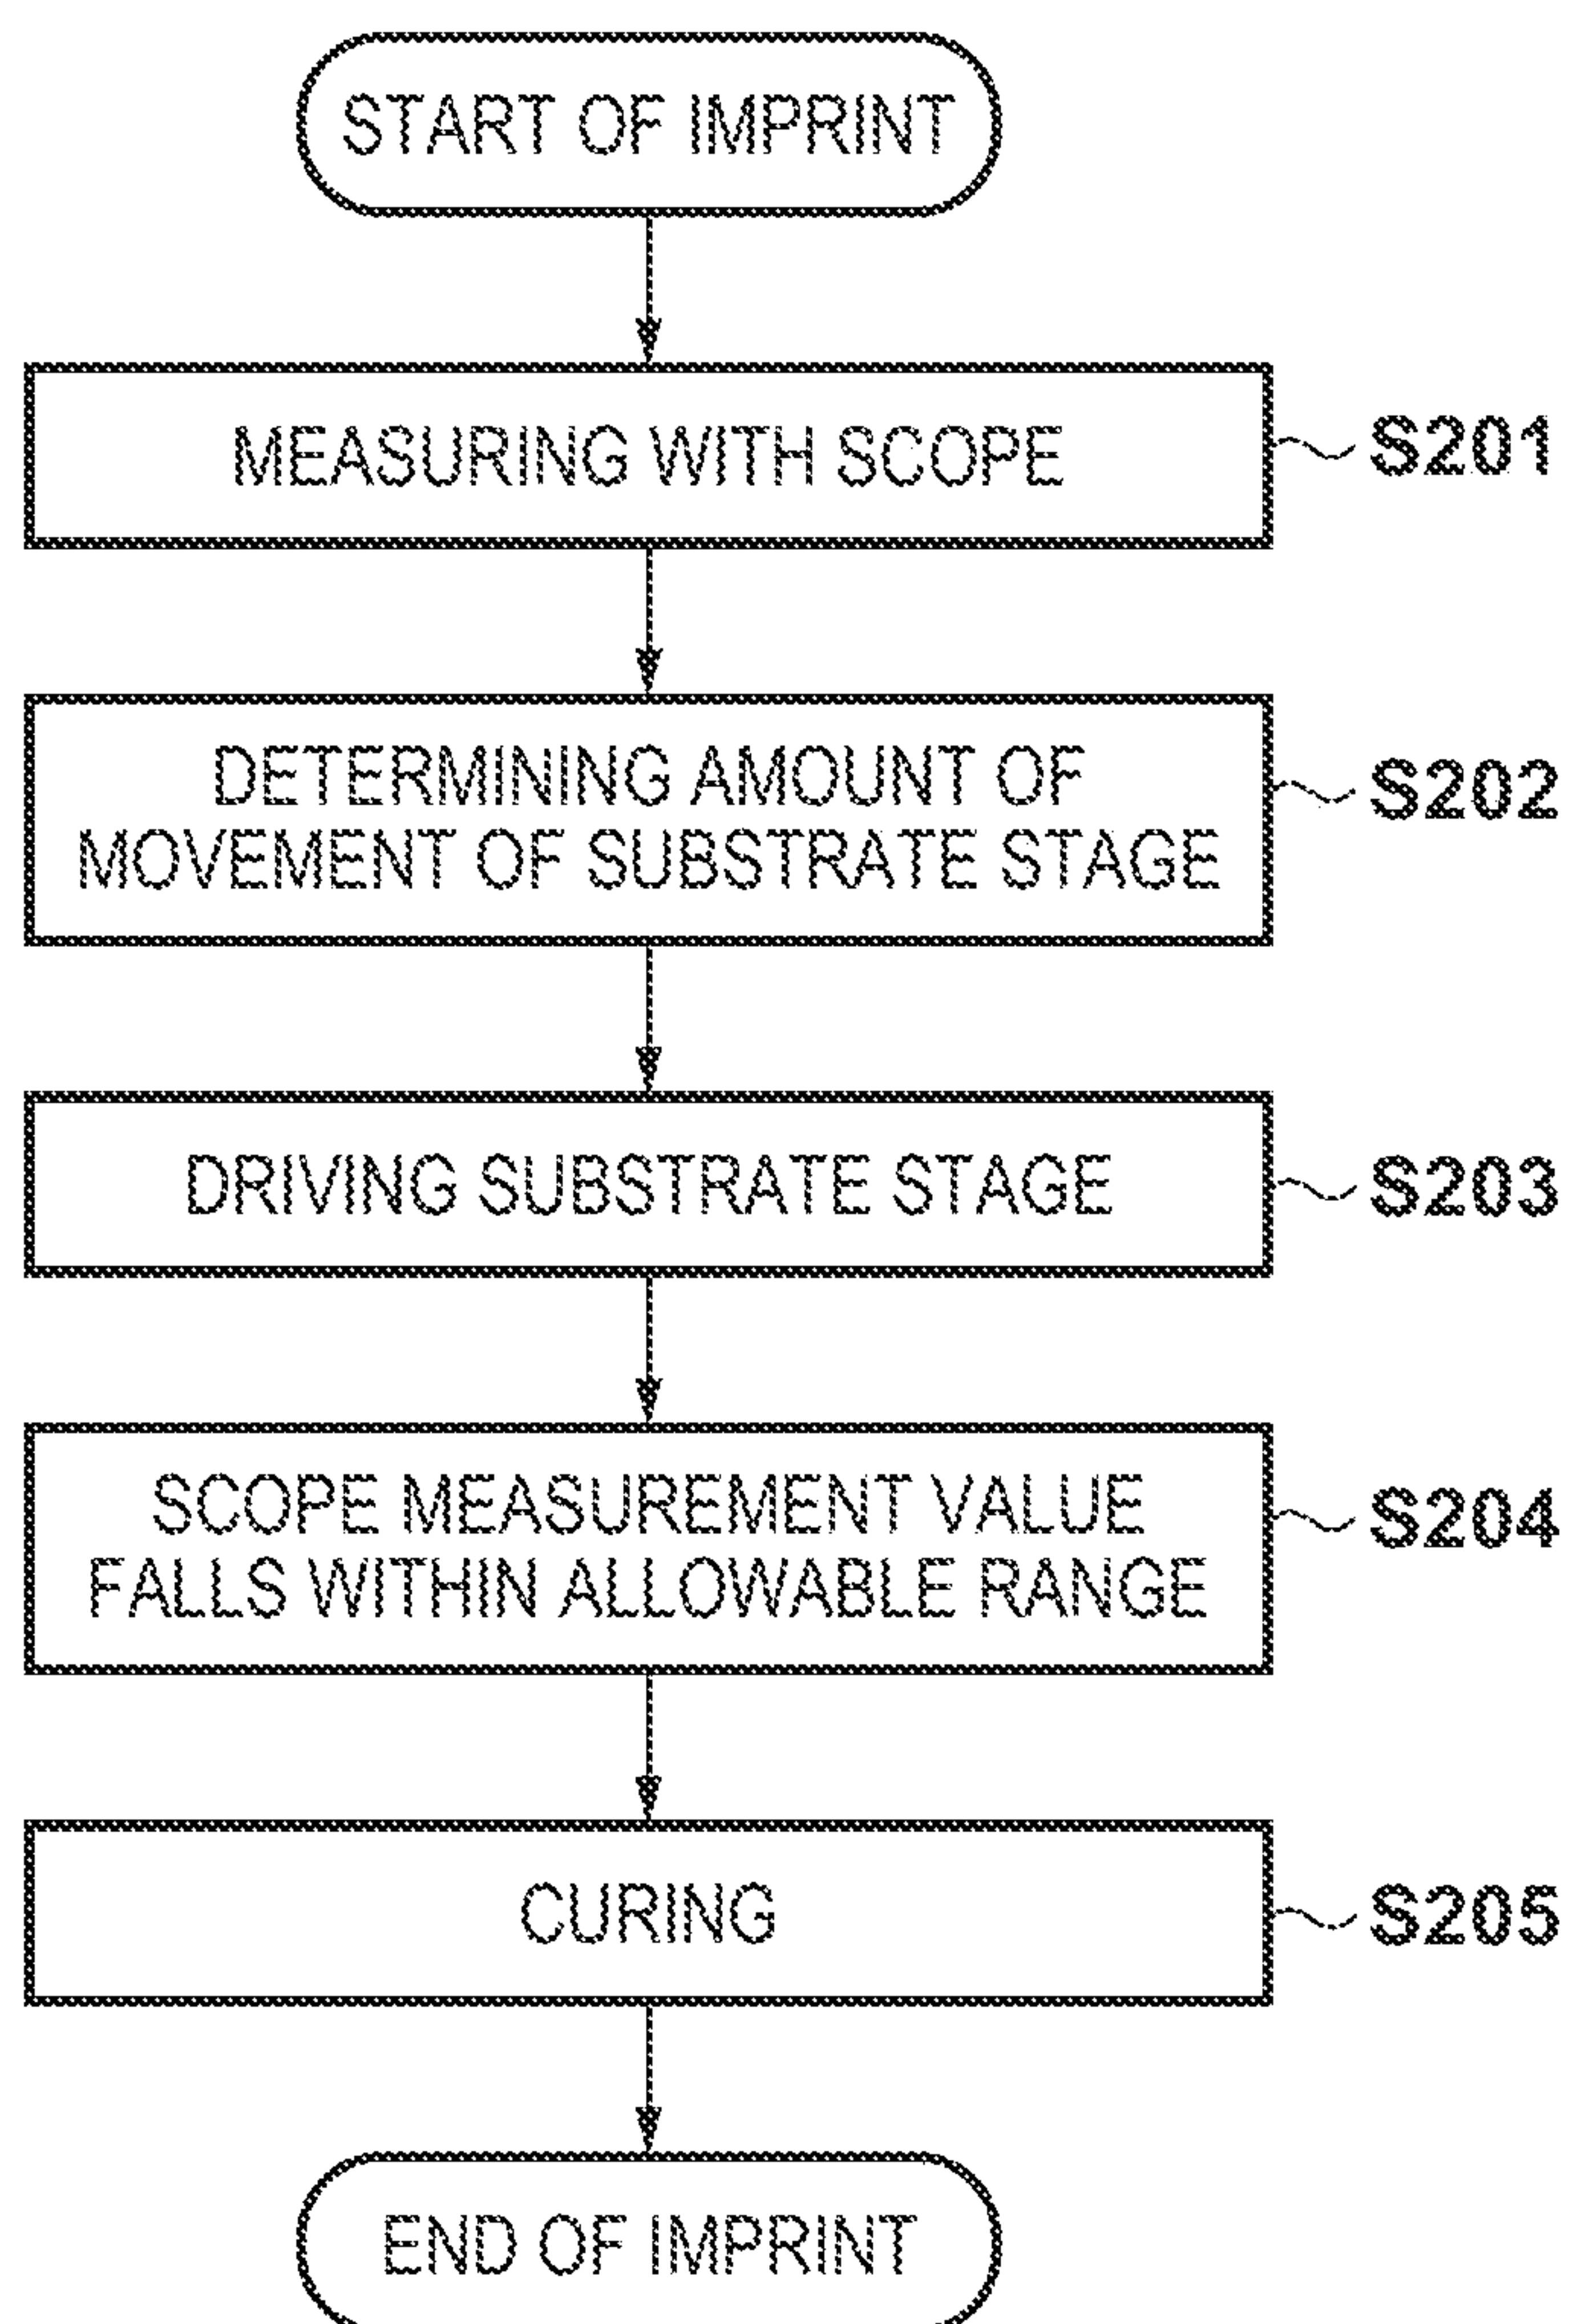 START OF IMPRINT
MEASURING WITH SCOPE
S201
DETERMINING AMOUNT OF
MOVEMENT OF SUBSTRATE STAGE
S202
DRIVING SUBSTRATE STAGE
S203
SCOPE MEASUREMENT VALUE
FALLS WITHIN ALLOWABLE RANGE
S204
CURING
S205
END OF IMPRINT